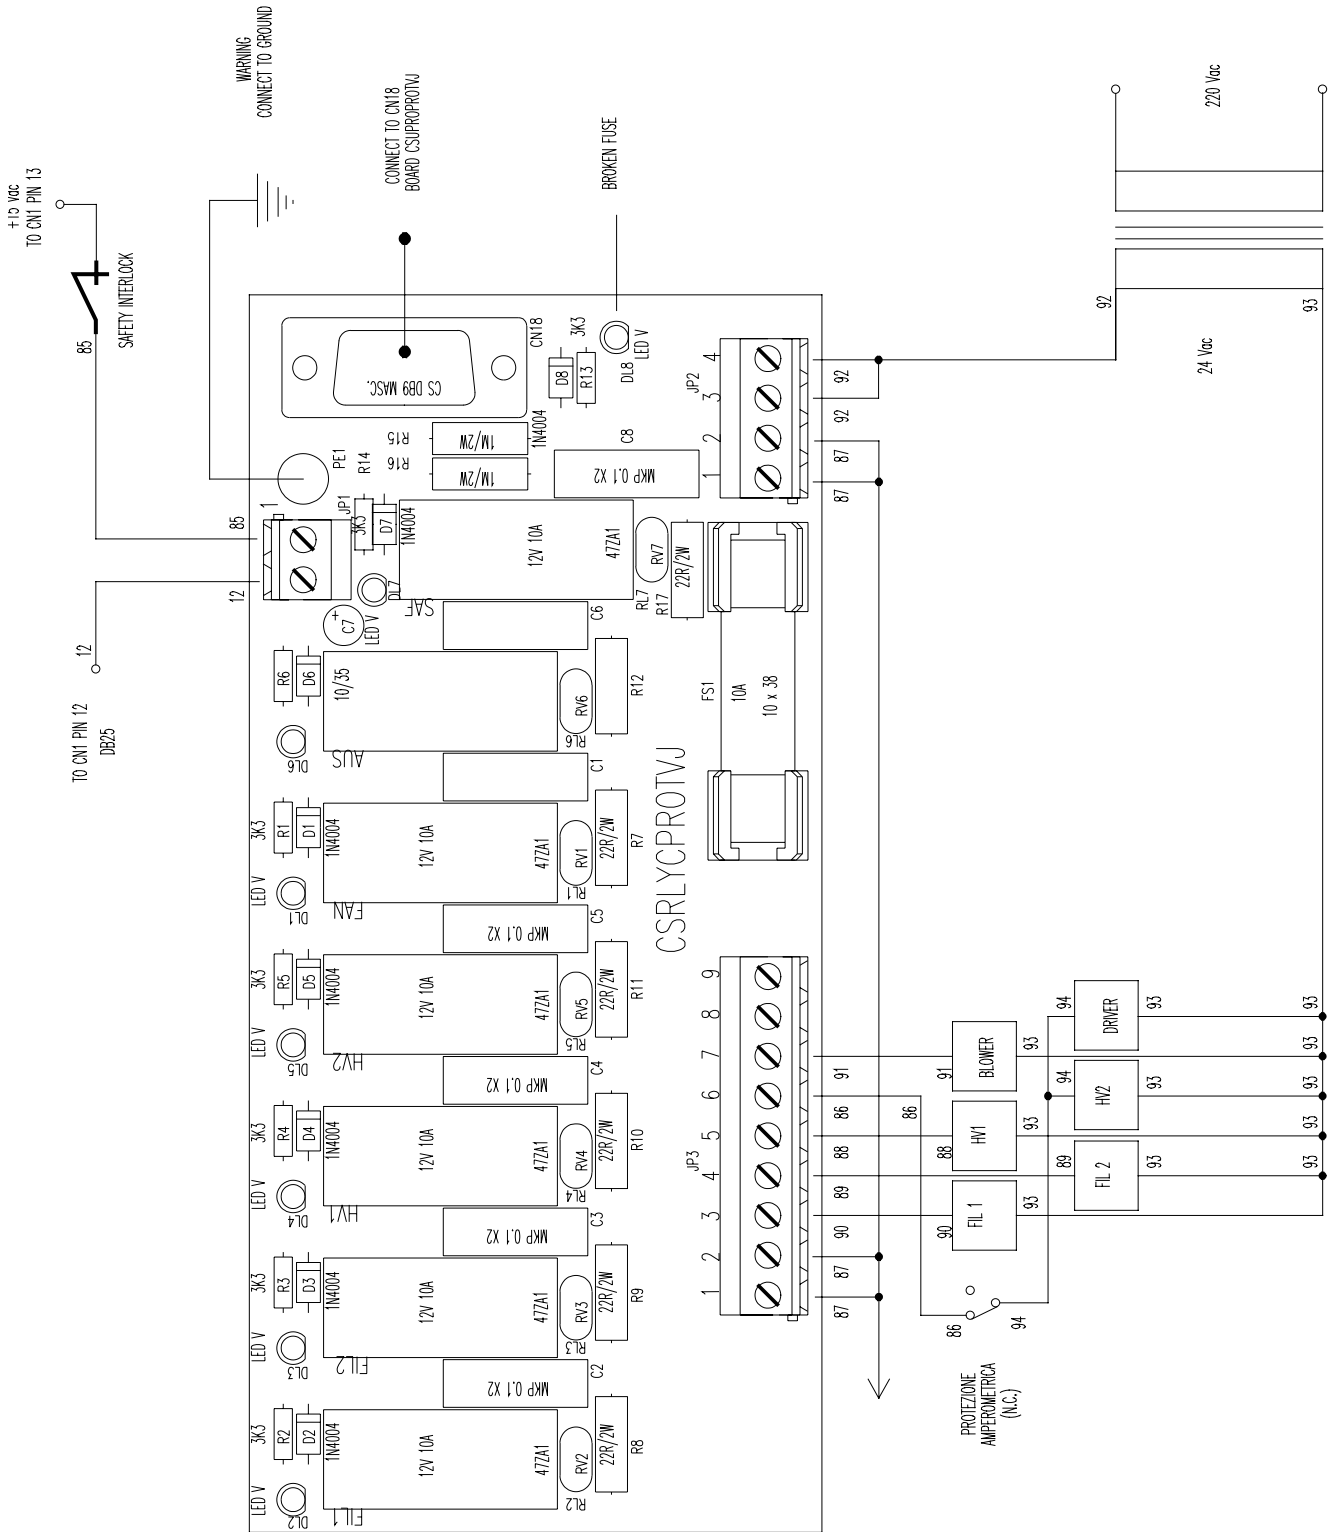 WARNING
CONNECT TO GROUND
+15 vac
TO CN1 PIN 13
SAFETY INTERLOCK
85
CONNECT TO CN18
BOARD CSUPROPROTVJ
BROKEN FUSE
220 Vac
24 Vac
92
93
TO CN1 PIN 12
DB25
12
12
85
1
JP1
PE1
CS DB9 MASC.
CN18
D8
R13
3K3
DL8
LED V
R15
1M/2W
R16
1M/2W
1N4004
R14
3K3
D7
1N4004
DL7
LED V
C7
+
10/35
SAF
12V 10A
47ZA1
RL7
RV7
R17
22R/2W
C8
MKP 0.1 X2
C6
JP2
1
2
3
4
87
87
92
92
FS1
10A
10 x 38
CSRLYCPROTVJ
R6
D6
DL6
AUS
RL6
RV6
R12
C1
3K3
R1
D1
1N4004
LED V
DL1
FAN
12V 10A
47ZA1
RL1
RV1
22R/2W
R7
C5
MKP 0.1 X2
3K3
R5
D5
1N4004
LED V
DL5
HV2
12V 10A
47ZA1
RL5
RV5
22R/2W
R11
C4
MKP 0.1 X2
3K3
R4
D4
1N4004
LED V
DL4
HV1
12V 10A
47ZA1
RL4
RV4
22R/2W
R10
C3
MKP 0.1 X2
3K3
R3
D3
1N4004
LED V
DL3
FIL2
12V 10A
47ZA1
RL3
RV3
22R/2W
R9
C2
MKP 0.1 X2
3K3
R2
D2
1N4004
LED V
DL2
FIL1
12V 10A
47ZA1
RL2
RV2
22R/2W
R8
JP3
1
2
3
4
5
6
7
8
9
87
87
90
89
88
86
91
86
91
BLOWER
93
88
HV1
93
90
FIL 1
93
94
DRIVER
93
94
HV2
93
89
FIL 2
93
93
93
93
93
86
94
PROTEZIONE
AMPEROMETRICA
(N.C.)